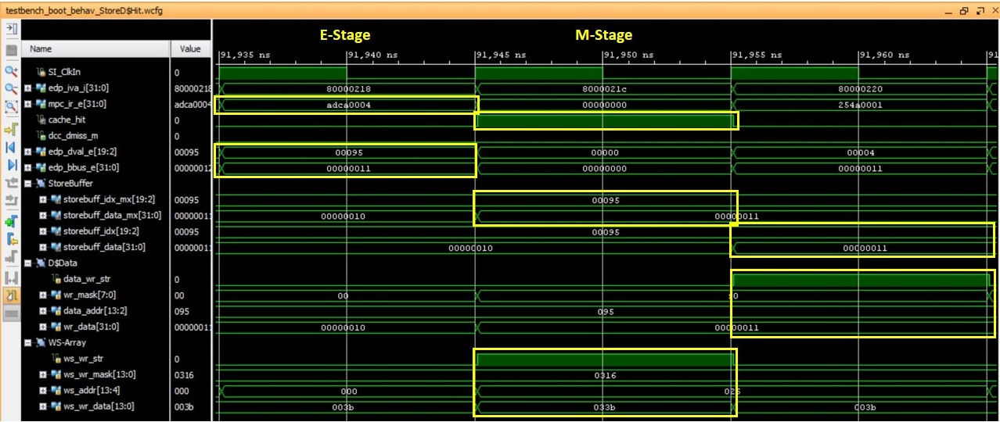 testbench_boot_behav_StoreD$Hit.wcfg
E-Stage M-Stage
Name Value 91,935 ns 91,940 ns 91,945 ns 91,950 ns 91,955 ns 91,960 ns 91
SI_ClkIn 0
edp_iva_i[31:0] 80000218 80000218 8000021c 80000220
mpc_ir_e[31:0] adca0004 adca0004 00000000 254a0001
cache_hit 0
dcc_dmiss_m 0
edp_dval_e[19:2] 00095 00095 00000 00004
edp_bbus_e[31:0] 00000012 00000011 00000000 00000011
StoreBuffer
storebuff_idx_mx[19:2] 00095 00095
storebuff_data_mx[31:0] 00000011 00000010 00000011
storebuff_idx[19:2] 00095 00095
storebuff_data[31:0] 00000011 00000010 00000011
D$Data
data_wr_str 0
wr_mask[7:0] 00 00
data_addr[13:2] 095 095
wr_data[31:0] 00000011 00000010 00000011
WS-Array
ws_wr_str 0
ws_wr_mask[13:0] 0316 0316
ws_addr[13:4] 000 000
ws_wr_data[13:0] 003b 003b 033b 003b